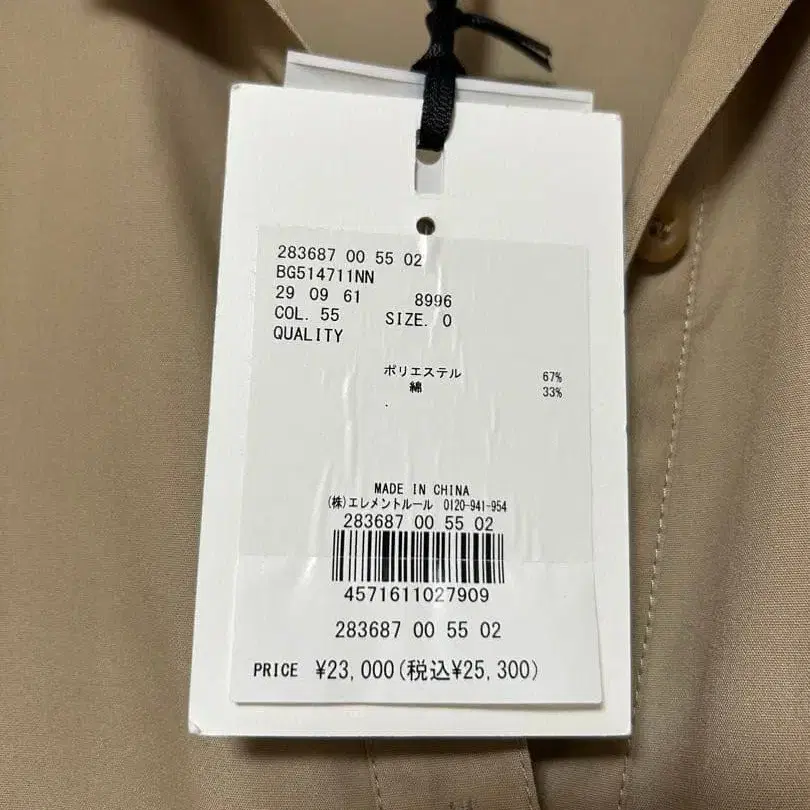 283687 00 55 02
BG514711NN
29 09 61 8996
COL. 55 SIZE. 0
QUALITY
ポリエステル 67%
綿 33%
MADE IN CHINA
(株)エレメントルール 0120-941-954
283687 00 55 02
4571611027909
283687 00 55 02
PRICE ¥23,000(税込¥25,300)